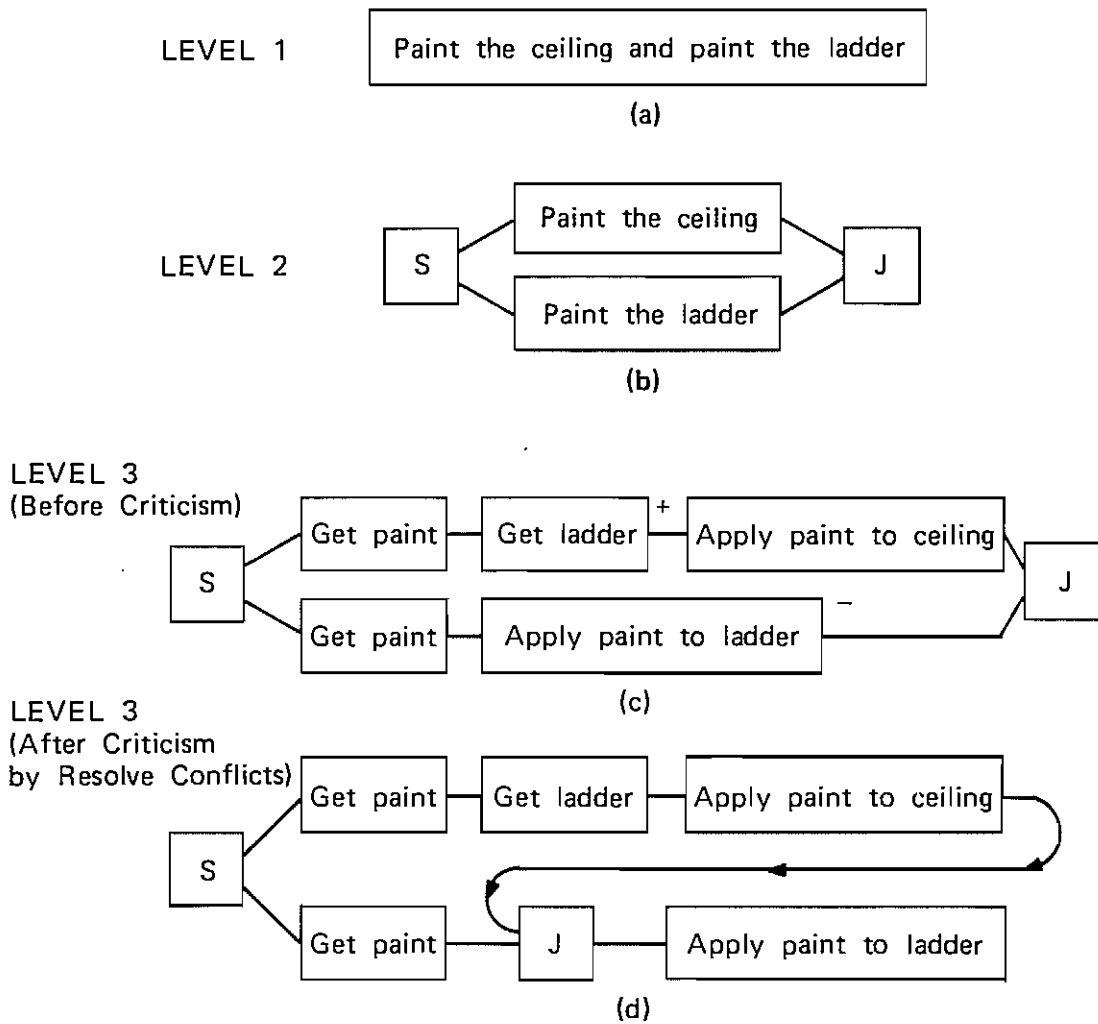 LEVEL 1
Paint the ceiling and paint the ladder
(a)
LEVEL 2
S
Paint the ceiling
Paint the ladder
J
(b)
LEVEL 3
(Before Criticism)
S
Get paint
Get ladder
+
Apply paint to ceiling
Get paint
Apply paint to ladder
–
J
(c)
LEVEL 3
(After Criticism
by Resolve Conflicts)
S
Get paint
Get ladder
Apply paint to ceiling
Get paint
J
Apply paint to ladder
(d)